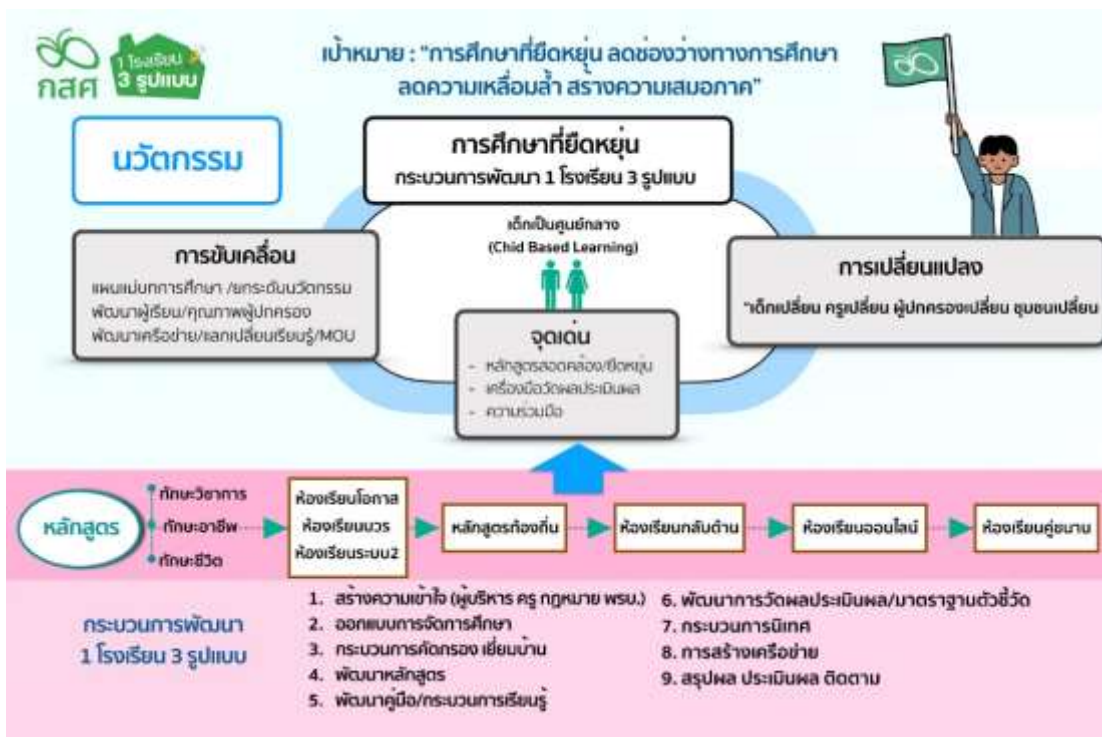 กสศ
1 โรงเรียน
3 รูปแบบ
เป้าหมาย : "การศึกษาที่ยืดหยุ่น ลดช่องว่างทางการศึกษา
ลดความเหลื่อมล้ำ สร้างความเสมอภาค"
นวัตกรรม
การศึกษาที่ยืดหยุ่น
กระบวนการพัฒนา 1 โรงเรียน 3 รูปแบบ
เด็กเป็นศูนย์กลาง
(Chid Based Learning)
การขับเคลื่อน
แผนแม่บทการศึกษา /ยกระดับนวัตกรรม
พัฒนาผู้เรียน/คุณภาพผู้ปกครอง
พัฒนาเครือข่าย/แลกเปลี่ยนเรียนรู้/MOU
จุดเด่น
- หลักสูตรสอดคล้อง/ยืดหยุ่น
- เครื่องมือวัดผลประเมินผล
- ความร่วมมือ
การเปลี่ยนแปลง
"เด็กเปลี่ยน ครูเปลี่ยน ผู้ปกครองเปลี่ยน ชุมชนเปลี่ยน
หลักสูตร
ทักษะวิชาการ
ทักษะอาชีพ
ทักษะชีวิต
ห้องเรียนโอกาส
ห้องเรียนบวร
ห้องเรียนระบบ2
หลักสูตรท้องถิ่น
ห้องเรียนกลับด้าน
ห้องเรียนออนไลน์
ห้องเรียนคู่ขนาน
กระบวนการพัฒนา
1 โรงเรียน 3 รูปแบบ
1. สร้างความเข้าใจ (ผู้บริหาร ครู กฎหมาย พรบ.)
2. ออกแบบการจัดการศึกษา
3. กระบวนการคัดกรอง เยี่ยมบ้าน
4. พัฒนาหลักสูตร
5. พัฒนาคู่มือ/กระบวนการเรียนรู้
6. พัฒนาการวัดผลประเมินผล/มาตราฐานตัวชี้วัด
7. กระบวนการนิเทศ
8. การสร้างเครือข่าย
9. สรุปผล ประเมินผล ติดตาม